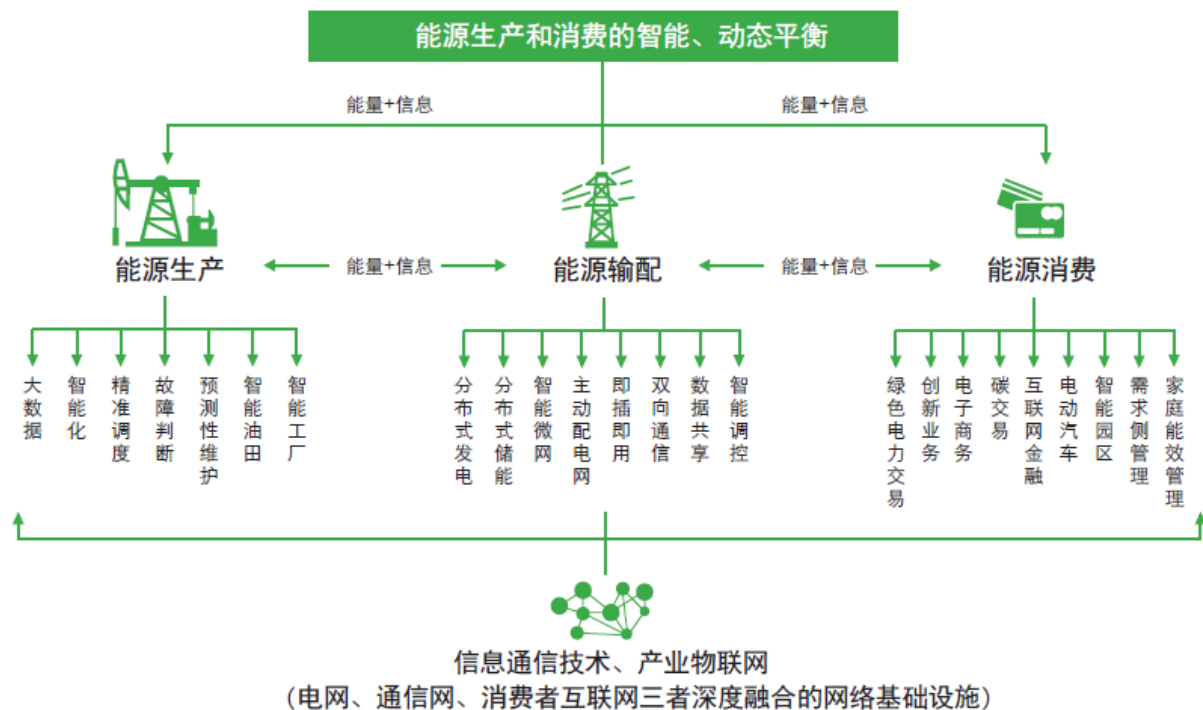 能源生产和消费的智能、动态平衡
能量+信息
能量+信息
能源生产
能量+信息
能源输配
能量+信息
能源消费
大数据
智能化
精准调度
故障判断
预测性维护
智能油田
智能工厂
分布式发电
分布式储能
智能微网
主动配电网
即插即用
双向通信
数据共享
智能调控
绿色电力交易
创新业务
电子商务
碳交易
互联网金融
电动汽车
智能园区
需求侧管理
家庭能效管理
信息通信技术、产业物联网
（电网、通信网、消费者互联网三者深度融合的网络基础设施）